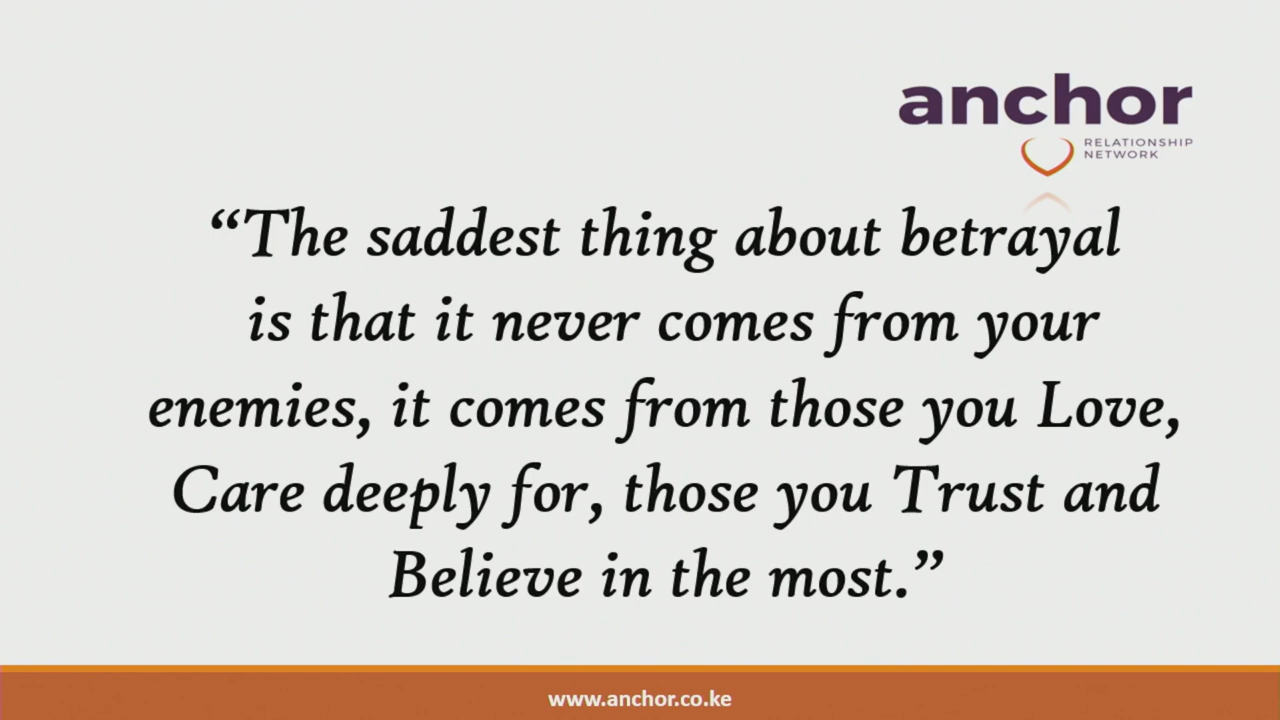 anchor
RELATIONSHIP
NETWORK
“The saddest thing about betrayal
is that it never comes from your
enemies, it comes from those you Love,
Care deeply for, those you Trust and
Believe in the most.”
www.anchor.co.ke